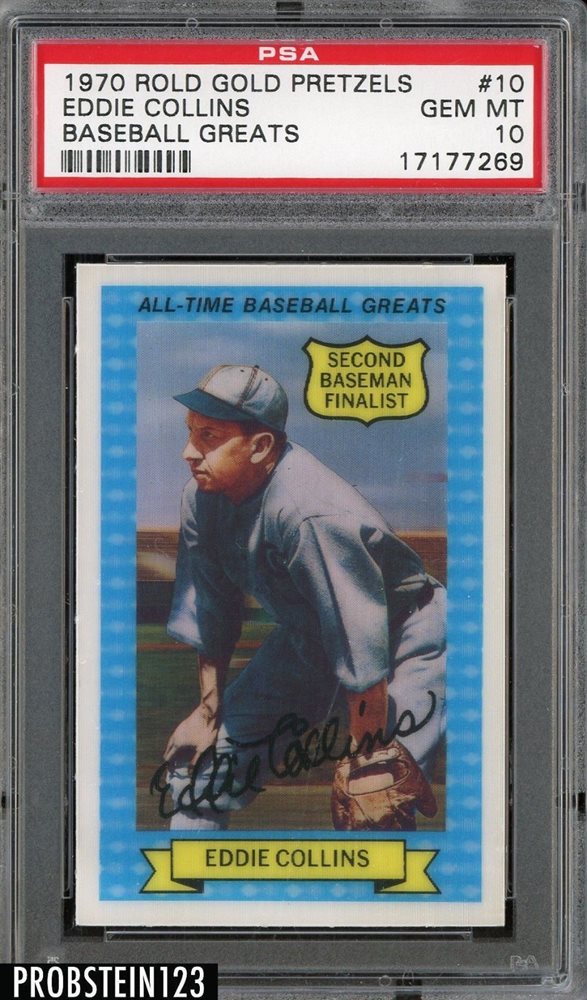 PSA
1970 ROLD GOLD PRETZELS #10
EDDIE COLLINS GEM MT
BASEBALL GREATS 10
17177269
ALL-TIME BASEBALL GREATS
SECOND
BASEMAN
FINALIST
Eddie Collins
EDDIE COLLINS
PSA
PROBSTEIN123